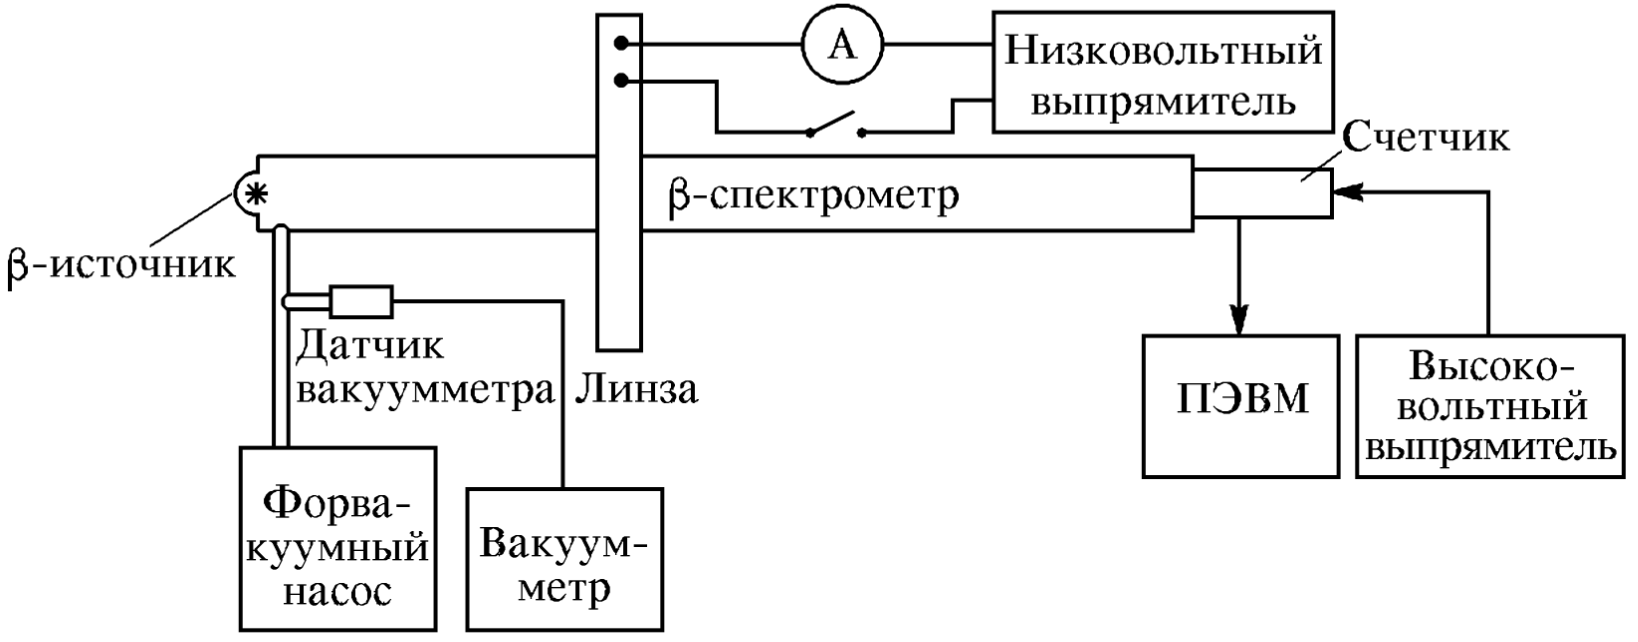 А
Низковольтный
выпрямитель
Счетчик
β-спектрометр
β-источник
Датчик
вакуумметра
Линза
ПЭВМ
Высоко-
вольтный
выпрямитель
Форва-
куумный
насос
Вакуум-
метр